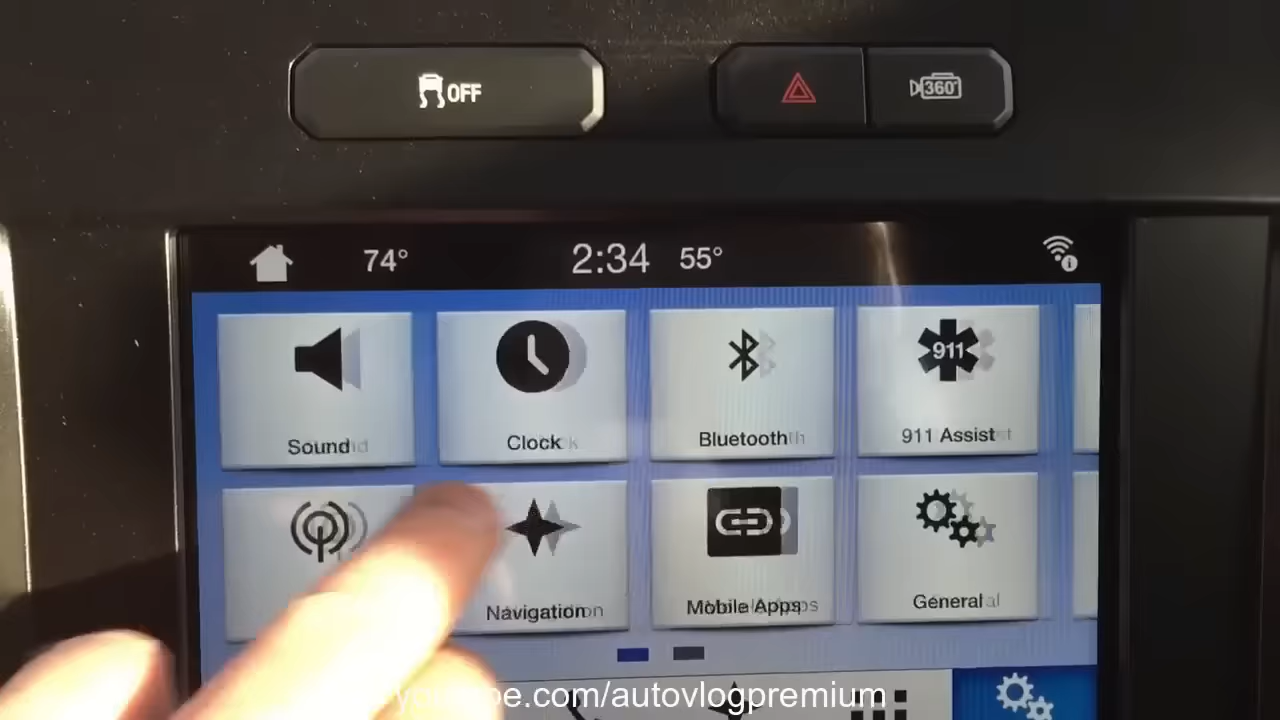 OFF
360°
74°
2:34
55°
Sound
Clock
Bluetooth
911
911 Assist
Navigation
Mobile Apps
General
youtube.com/autovlogpremium